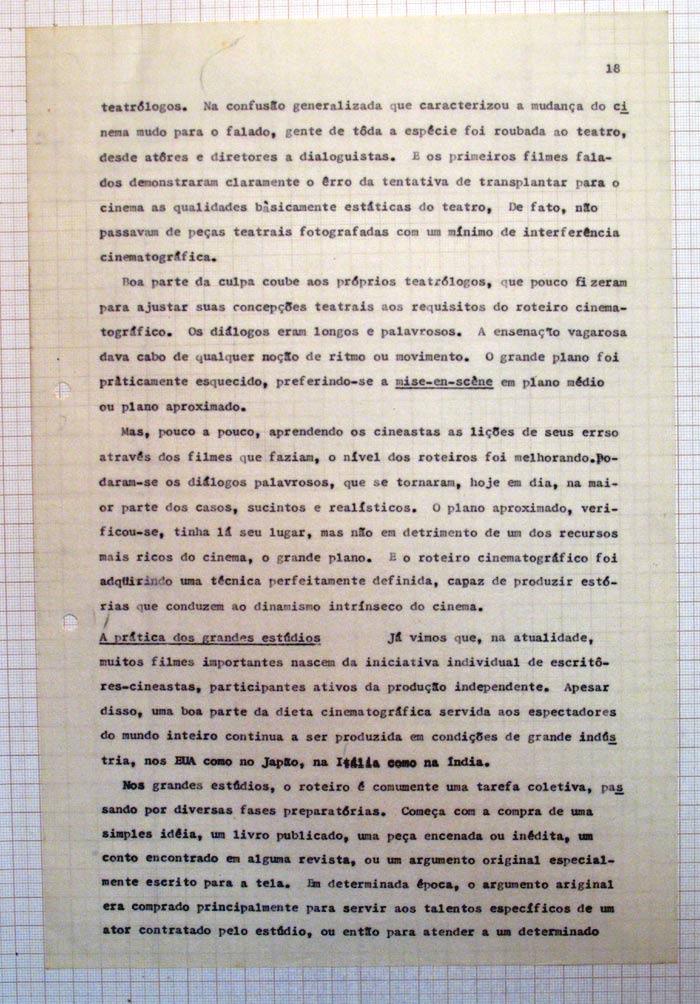 18
teatrólogos. Na confusão generalizada que caracterizou a mudança do ci
nema mudo para o falado, gente de tôda a espécie foi roubada ao teatro,
desde atôres e diretores a dialoguistas. E os primeiros filmes fala-
dos demonstraram claramente o êrro da tentativa de transplantar para o
cinema as qualidades bàsicamente estáticas do teatro, De fato, não
passavam de peças teatrais fotografadas com um mínimo de interferência
cinematográfica.
Boa parte da culpa coube aos próprios teatrólogos, que pouco fizeram
para ajustar suas concepções teatrais aos requisitos do roteiro cinema-
tográfico. Os diálogos eram longos e palavrosos. A ensenação vagarosa
dava cabo de qualquer noção de ritmo ou movimento. O grande plano foi
pràticamente esquecido, preferindo-se a mise-en-scène em plano médio
ou plano aproximado.
Mas, pouco a pouco, aprendendo os cineastas as lições de seus errso
através dos filmes que faziam, o nível dos roteiros foi melhorando.Po-
daram-se os diálogos palavrosos, que se tornaram, hoje em dia, na mai-
or parte dos casos, sucintos e realísticos. O plano aproximado, veri-
ficou-se, tinha lá seu lugar, mas não em detrimento de um dos recursos
mais ricos do cinema, o grande plano. E o roteiro cinematográfico foi
adqüirindo uma técnica perfeitamente definida, capaz de produzir estó-
rias que conduzem ao dinamismo intrínseco do cinema.
A prática dos grandes estúdios Já vimos que, na atualidade,
muitos filmes importantes nascem da iniciativa individual de escritô-
res-cineastas, participantes ativos da produção independente. Apesar
disso, uma boa parte da dieta cinematográfica servida aos espectadores
do mundo inteiro continua a ser produzida em condições de grande indús
tria, nos EUA como no Japão, na Itália como na Índia.
Nos grandes estúdios, o roteiro é comumente uma tarefa coletiva, pas
sando por diversas fases preparatórias. Começa com a compra de uma
simples idéia, um livro publicado, uma peça encenada ou inédita, um
conto encontrado em alguma revista, ou um argumento original especial-
mente escrito para a tela. Em determinada época, o argumento ariginal
era comprado principalmente para servir aos talentos específicos de um
ator contratado pelo estúdio, ou então para atender a um determinado